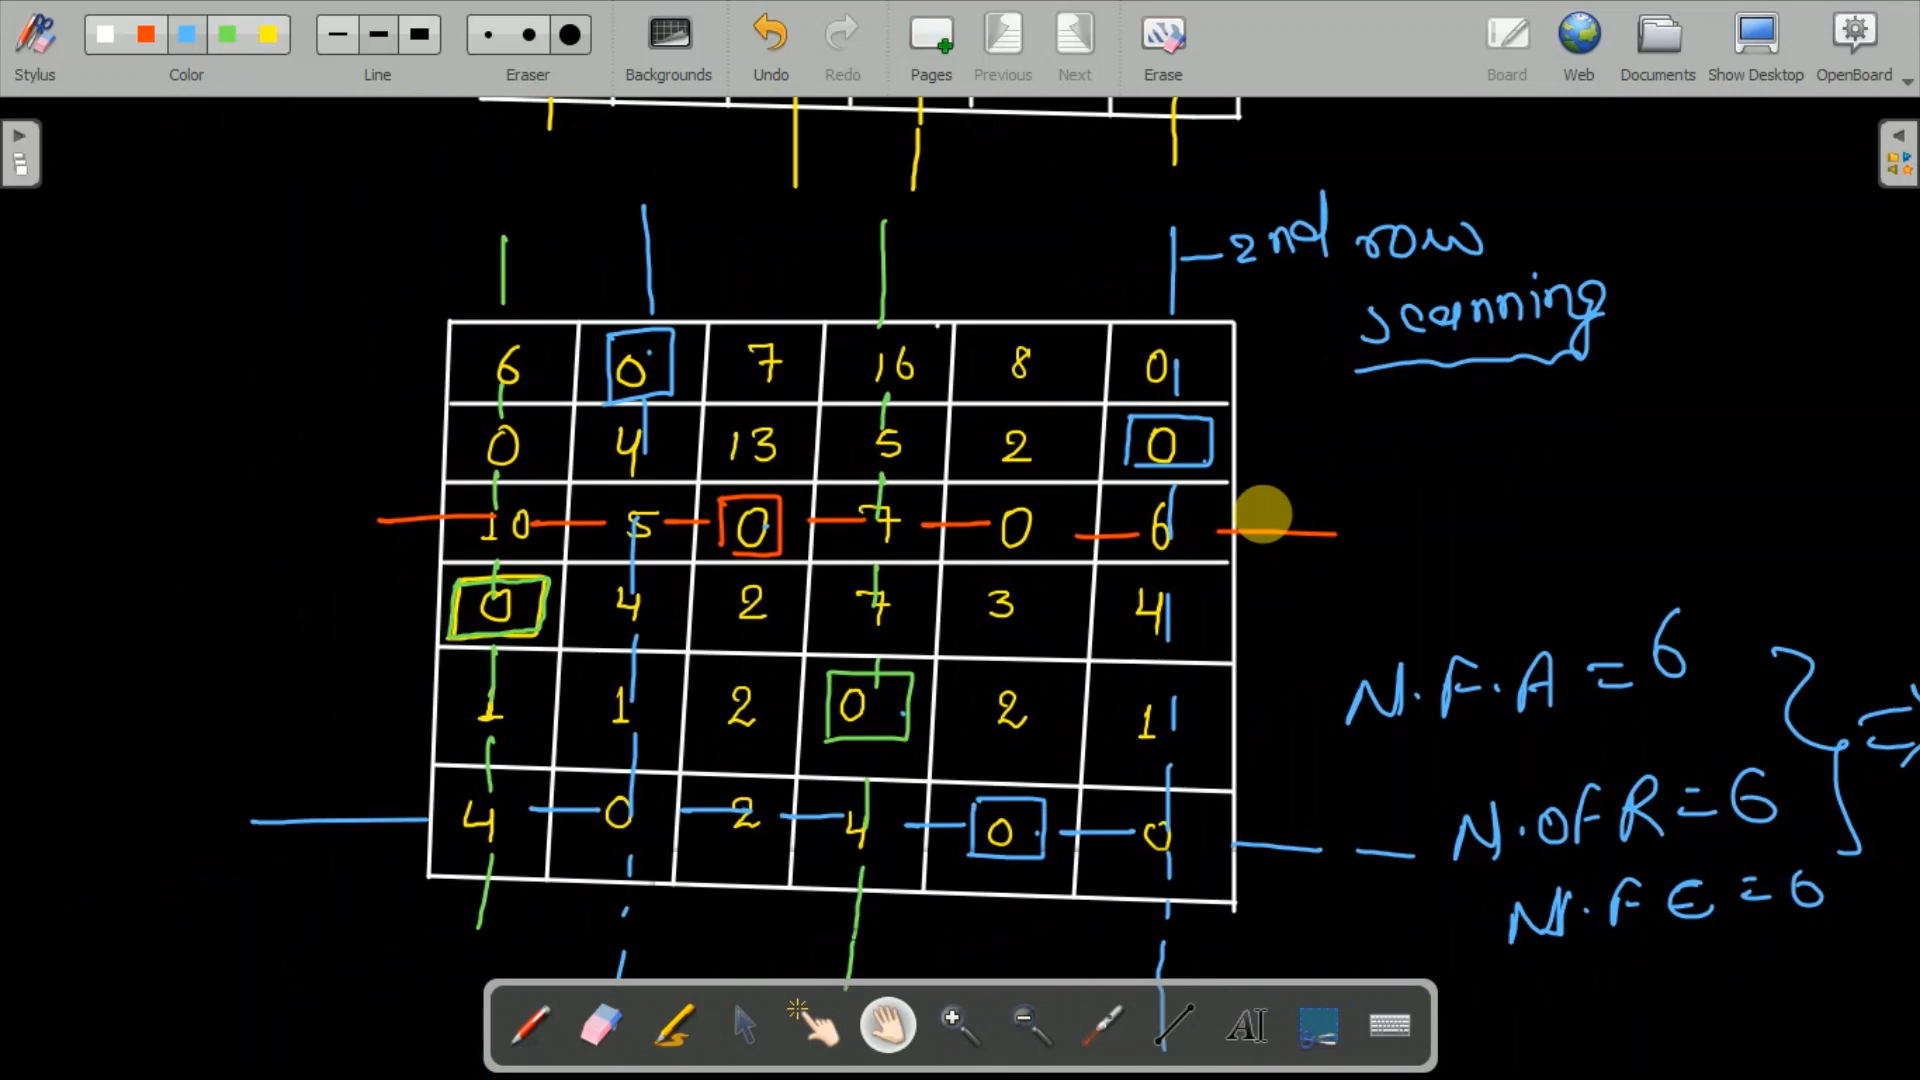 Stylus Color Line Eraser Backgrounds Undo Redo Pages Previous Next Erase Board Web Documents Show Desktop OpenBoard
2nd row
scanning
6 0 7 16 8 0
0 4 13 5 2 0
10 5 0 7 0 6
0 4 2 7 3 4
1 1 2 0 2 1
4 0 2 4 0 0
N.F.A = 6
N.OF R = 6
N.F E = 6
AI